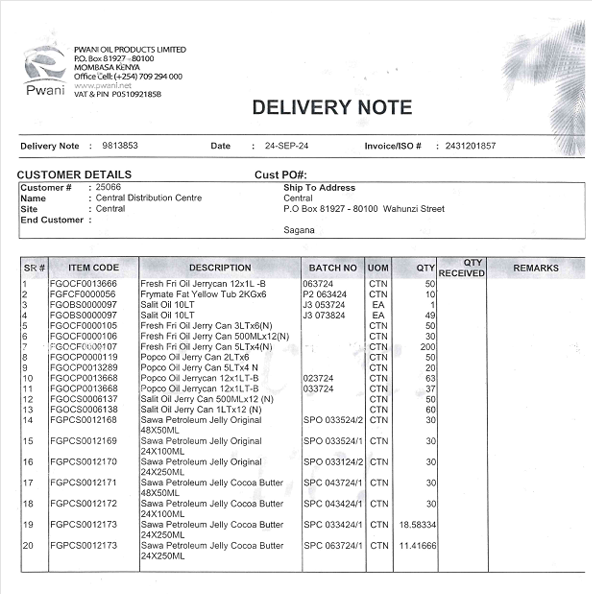 PWANI OIL PRODUCTS LIMITED
P.O. Box 81927 - 80100
MOMBASA KENYA
Office Cell: (+254) 709 294 000
www.pwani.net
VAT & PIN P051092185B
Pwani
DELIVERY NOTE
Delivery Note : 9813853 Date : 24-SEP-24 Invoice/ISO # : 2431201857
CUSTOMER DETAILS Cust PO#:
Customer # : 25066 Ship To Address
Name : Central Distribution Centre Central
Site : Central P.O Box 81927 - 80100 Wahunzi Street
End Customer :
Sagana
SR # ITEM CODE DESCRIPTION BATCH NO UOM QTY QTY RECEIVED REMARKS
1 FGOCF0013666 Fresh Fri Oil Jerrycan 12x1L -B 063724 CTN 50
2 FGFCF0000056 Frymate Fat Yellow Tub 2KGx6 P2 063424 CTN 10
3 FGOBS0000097 Salit Oil 10LT J3 053724 EA 1
4 FGOBS0000097 Salit Oil 10LT J3 073824 EA 49
5 FGOCF0000105 Fresh Fri Oil Jerry Can 3LTx6(N) CTN 50
6 FGOCF0000106 Fresh Fri Oil Jerry Can 500MLx12(N) CTN 30
7 FGOCF0000107 Fresh Fri Oil Jerry Can 5LTx4(N) CTN 200
8 FGOCP0000119 Popco Oil Jerry Can 2LTx6 CTN 50
9 FGOCP0013289 Popco Oil Jerry Can 5LTx4 N CTN 20
10 FGOCP0013668 Popco Oil Jerrycan 12x1LT-B 023724 CTN 63
11 FGOCP0013668 Popco Oil Jerrycan 12x1LT-B 033724 CTN 37
12 FGOCS0006137 Salit Oil Jerry Can 500MLx12 (N) CTN 50
13 FGOCS0006138 Salit Oil Jerry Can 1LTx12 (N) CTN 60
14 FGPCS0012168 Sawa Petroleum Jelly Original SPO 033524/2 CTN 30
48X50ML
15 FGPCS0012169 Sawa Petroleum Jelly Original SPO 033524/1 CTN 30
24X100ML
16 FGPCS0012170 Sawa Petroleum Jelly Original SPO 033124/2 CTN 30
24X250ML
17 FGPCS0012171 Sawa Petroleum Jelly Cocoa Butter SPC 043724/1 CTN 30
48X50ML
18 FGPCS0012172 Sawa Petroleum Jelly Cocoa Butter SPC 043424/1 CTN 30
24X100ML
19 FGPCS0012173 Sawa Petroleum Jelly Cocoa Butter SPC 033424/1 CTN 18.58334
24X250ML
20 FGPCS0012173 Sawa Petroleum Jelly Cocoa Butter SPC 063724/1 CTN 11.41666
24X250ML